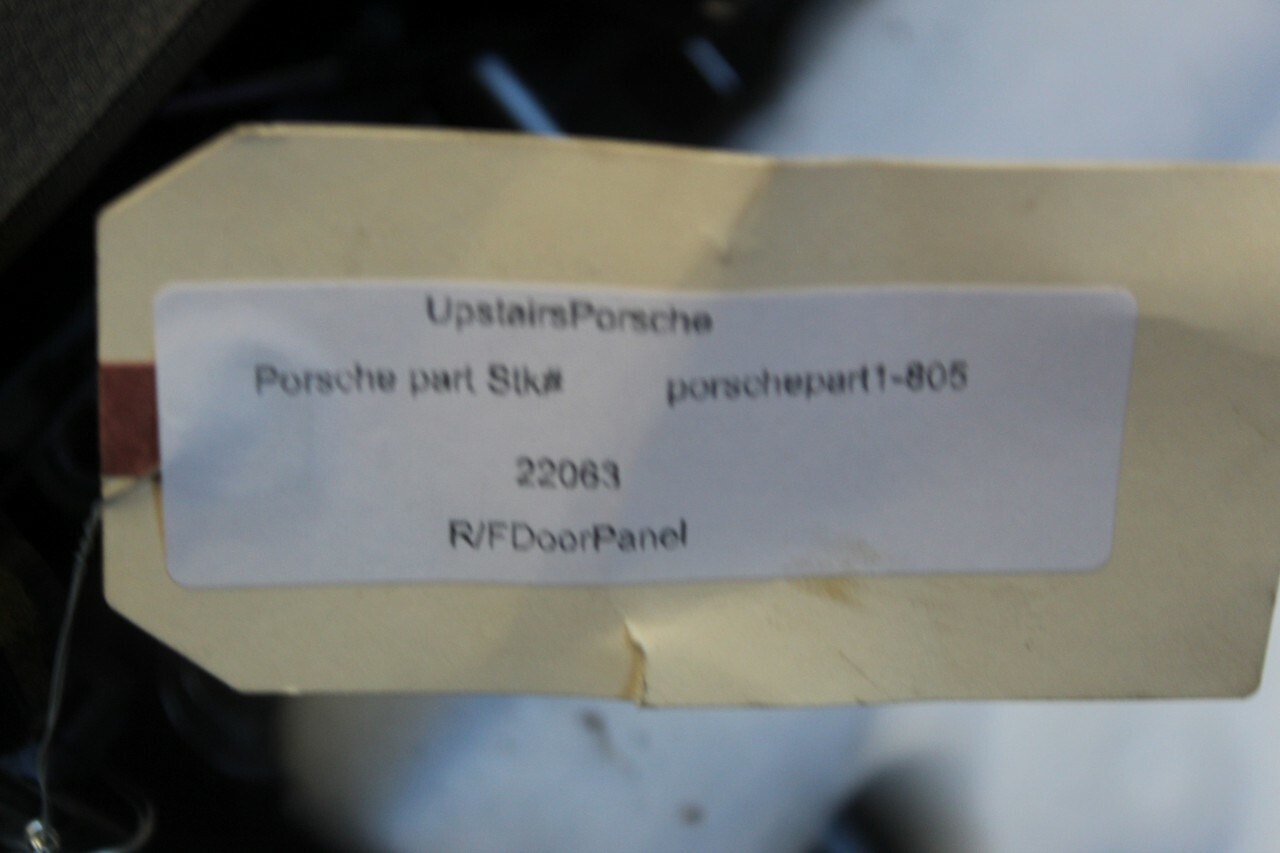 UpstairsPorsche
Porsche part Stk# porschepart1-805
22063
R/FDoorPanel